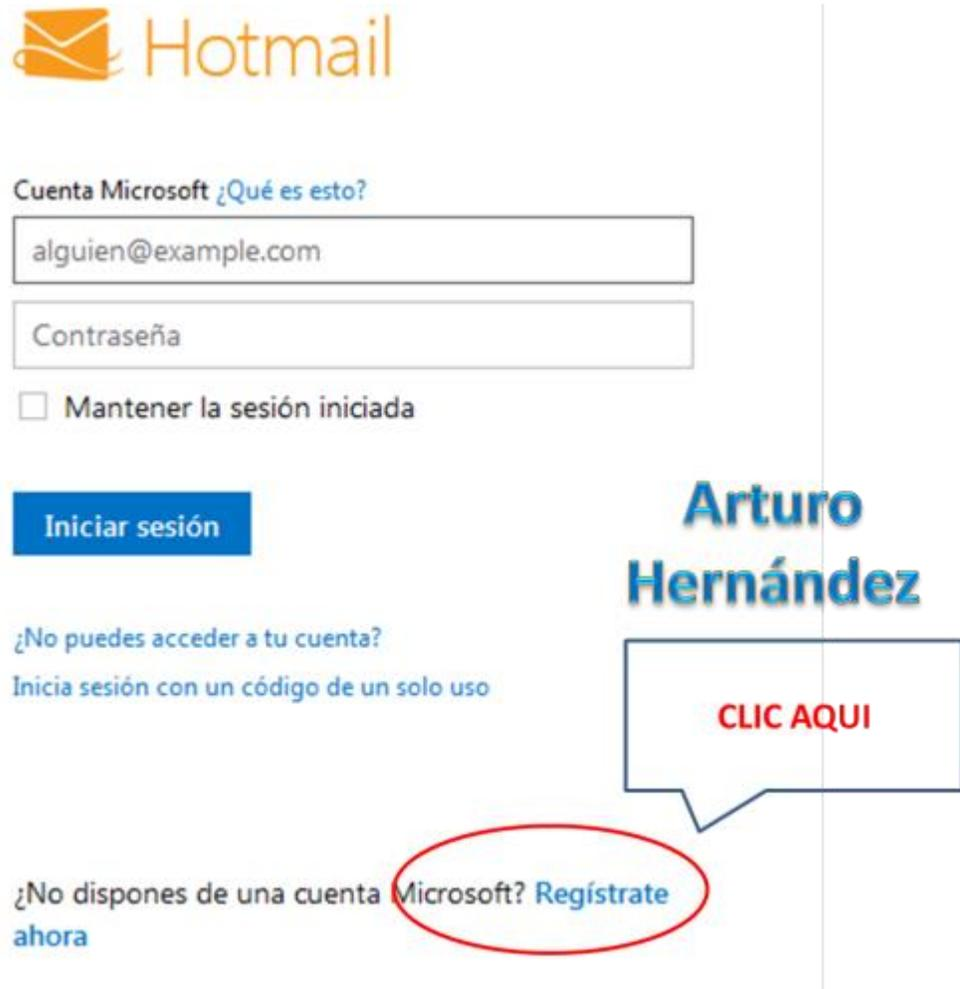 Hotmail
Cuenta Microsoft ¿Qué es esto?
alguien@example.com
Contraseña
Mantener la sesión iniciada
Iniciar sesión
Arturo
Hernández
¿No puedes acceder a tu cuenta?
Inicia sesión con un código de un solo uso
CLIC AQUI
¿No dispones de una cuenta Microsoft? Regístrate
ahora